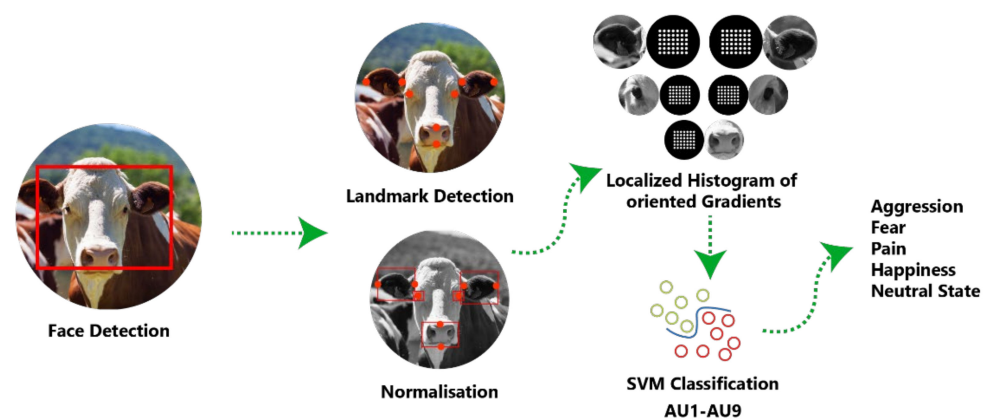 Face Detection
Landmark Detection
Normalisation
Localized Histogram of
oriented Gradients
SVM Classification
AU1-AU9
Aggression
Fear
Pain
Happiness
Neutral State